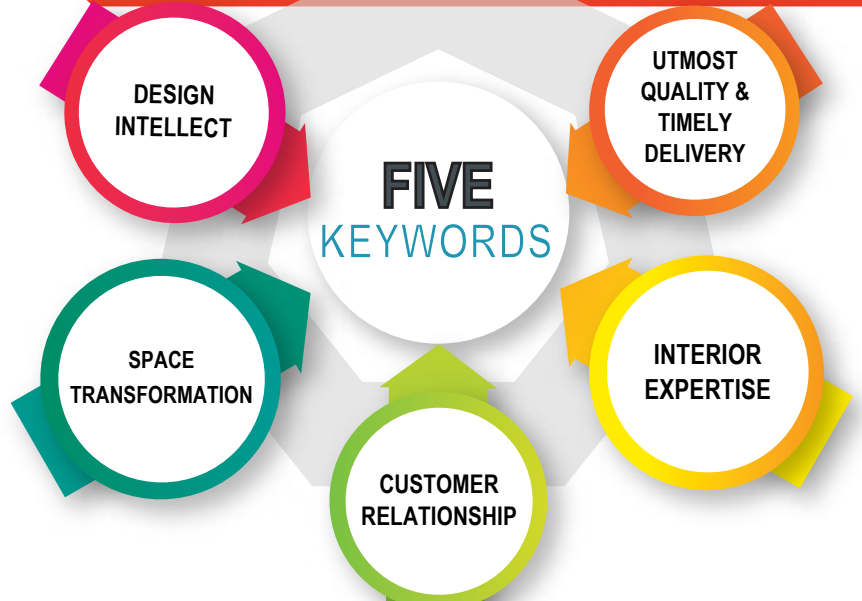 DESIGN
INTELLECT
UTMOST
QUALITY &
TIMELY
DELIVERY
FIVE
KEYWORDS
SPACE
TRANSFORMATION
INTERIOR
EXPERTISE
CUSTOMER
RELATIONSHIP